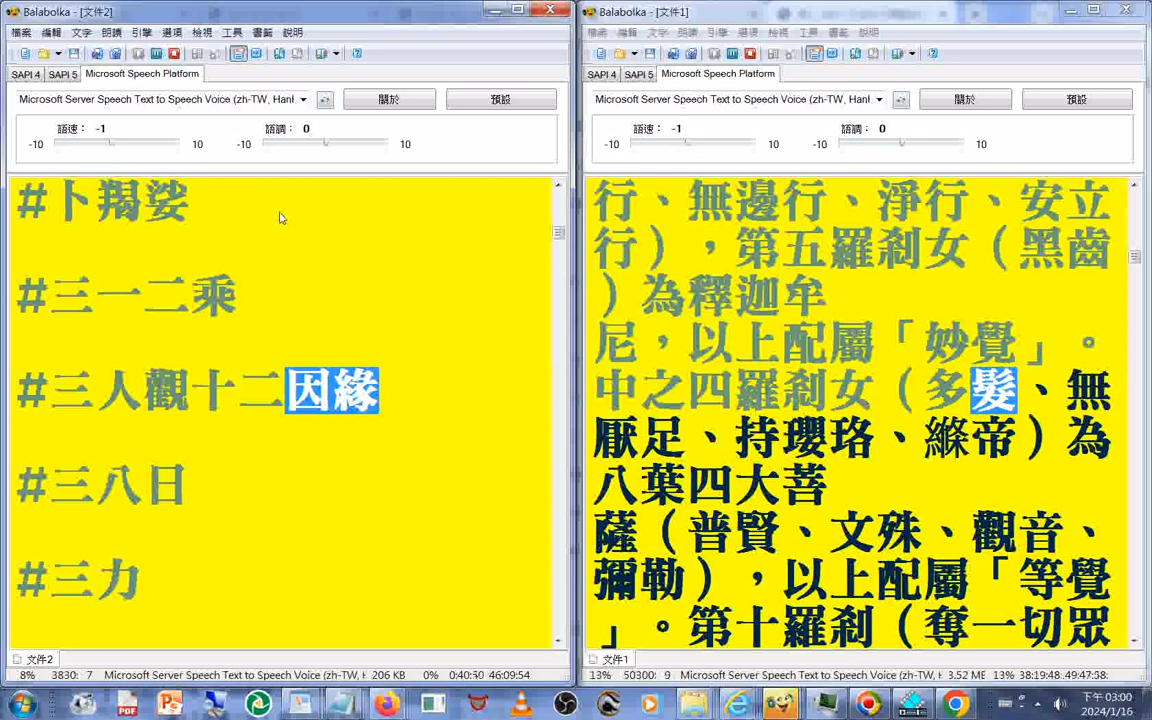 Balabolka - [文件2]
檔案 編輯 文字 朗讀 引擎 選項 檢視 工具 書籤 說明
SAPI 4 SAPI 5 Microsoft Speech Platform
Microsoft Server Speech Text to Speech Voice (zh-TW, Hanl
關於 預設
語速： -1 語調： 0
-10 10 -10 10
#卜羯娑
#三一二乘
#三人觀十二因緣
#三八日
#三力
文件2
8% 3830: 7 Microsoft Server Speech Text to Speech Voice (zh-TW, H 206 KB 0% 0:40:50 46:09:54
Balabolka - [文件1]
檔案 編輯 文字 朗讀 引擎 選項 檢視 工具 書籤 說明
SAPI 4 SAPI 5 Microsoft Speech Platform
Microsoft Server Speech Text to Speech Voice (zh-TW, Hanl
關於 預設
語速： -1 語調： 0
-10 10 -10 10
行、無邊行、淨行、安立
行），第五羅剎女（黑齒
）為釋迦牟
尼，以上配屬「妙覺」。
中之四羅剎女（多髮、無
厭足、持瓔珞、睾帝）為
八葉四大菩
薩（普賢、文殊、觀音、
彌勒），以上配屬「等覺
」。第十羅剎（奪一切眾
文件1
13% 50300: 9 Microsoft Server Speech Text to Speech Voice (zh-TW, H 3.52 ME 13% 38:19:48:49:47:58:
PDF
下午 03:00
2024/1/16